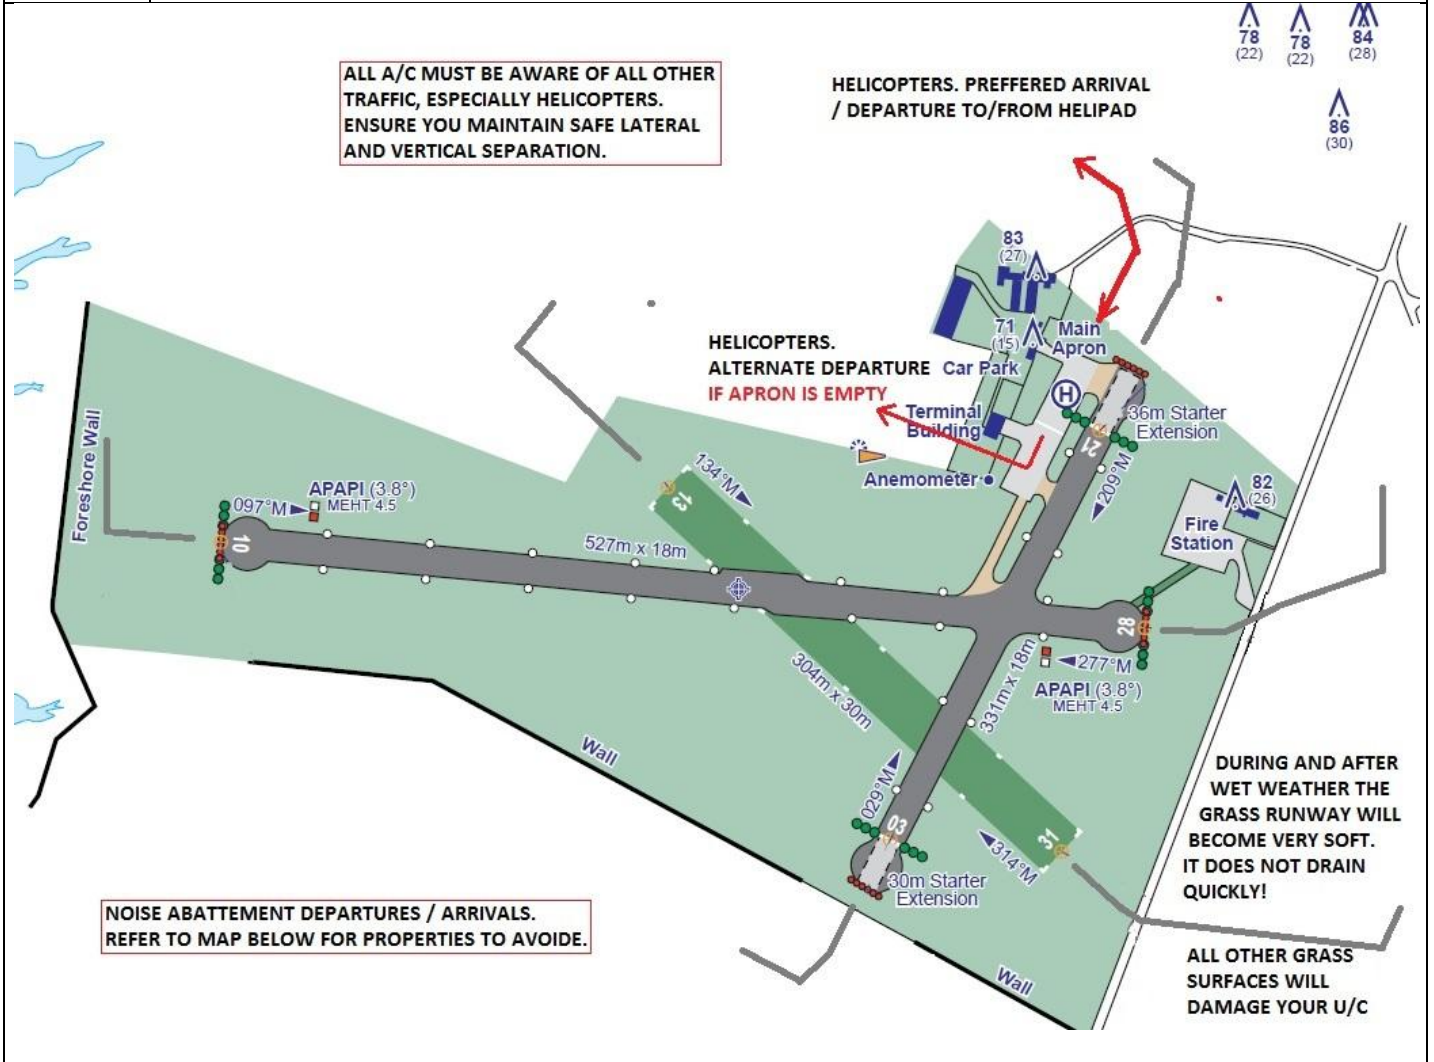 78
(22)
78
(22)
84
(28)
86
(30)
ALL A/C MUST BE AWARE OF ALL OTHER
TRAFFIC, ESPECIALLY HELICOPTERS.
ENSURE YOU MAINTAIN SAFE LATERAL
AND VERTICAL SEPARATION.
HELICOPTERS. PREFFERED ARRIVAL
/ DEPARTURE TO/FROM HELIPAD
83
(27)
71
(15)
Main
Apron
HELICOPTERS.
ALTERNATE DEPARTURE
IF APRON IS EMPTY
Car Park
H
Terminal
Building
36m Starter
Extension
21
209°M
Anemometer
82
(26)
Fire
Station
Foreshore Wall
097°M
APAPI (3.8°)
MEHT 4.5
10
134°M
13
527m x 18m
28
277°M
APAPI (3.8°)
MEHT 4.5
304m x 30m
331m x 18m
Wall
029°M
03
30m Starter
Extension
31
314°M
DURING AND AFTER
WET WEATHER THE
GRASS RUNWAY WILL
BECOME VERY SOFT.
IT DOES NOT DRAIN
QUICKLY!
NOISE ABATTEMENT DEPARTURES / ARRIVALS.
REFER TO MAP BELOW FOR PROPERTIES TO AVOIDE.
Wall
ALL OTHER GRASS
SURFACES WILL
DAMAGE YOUR U/C